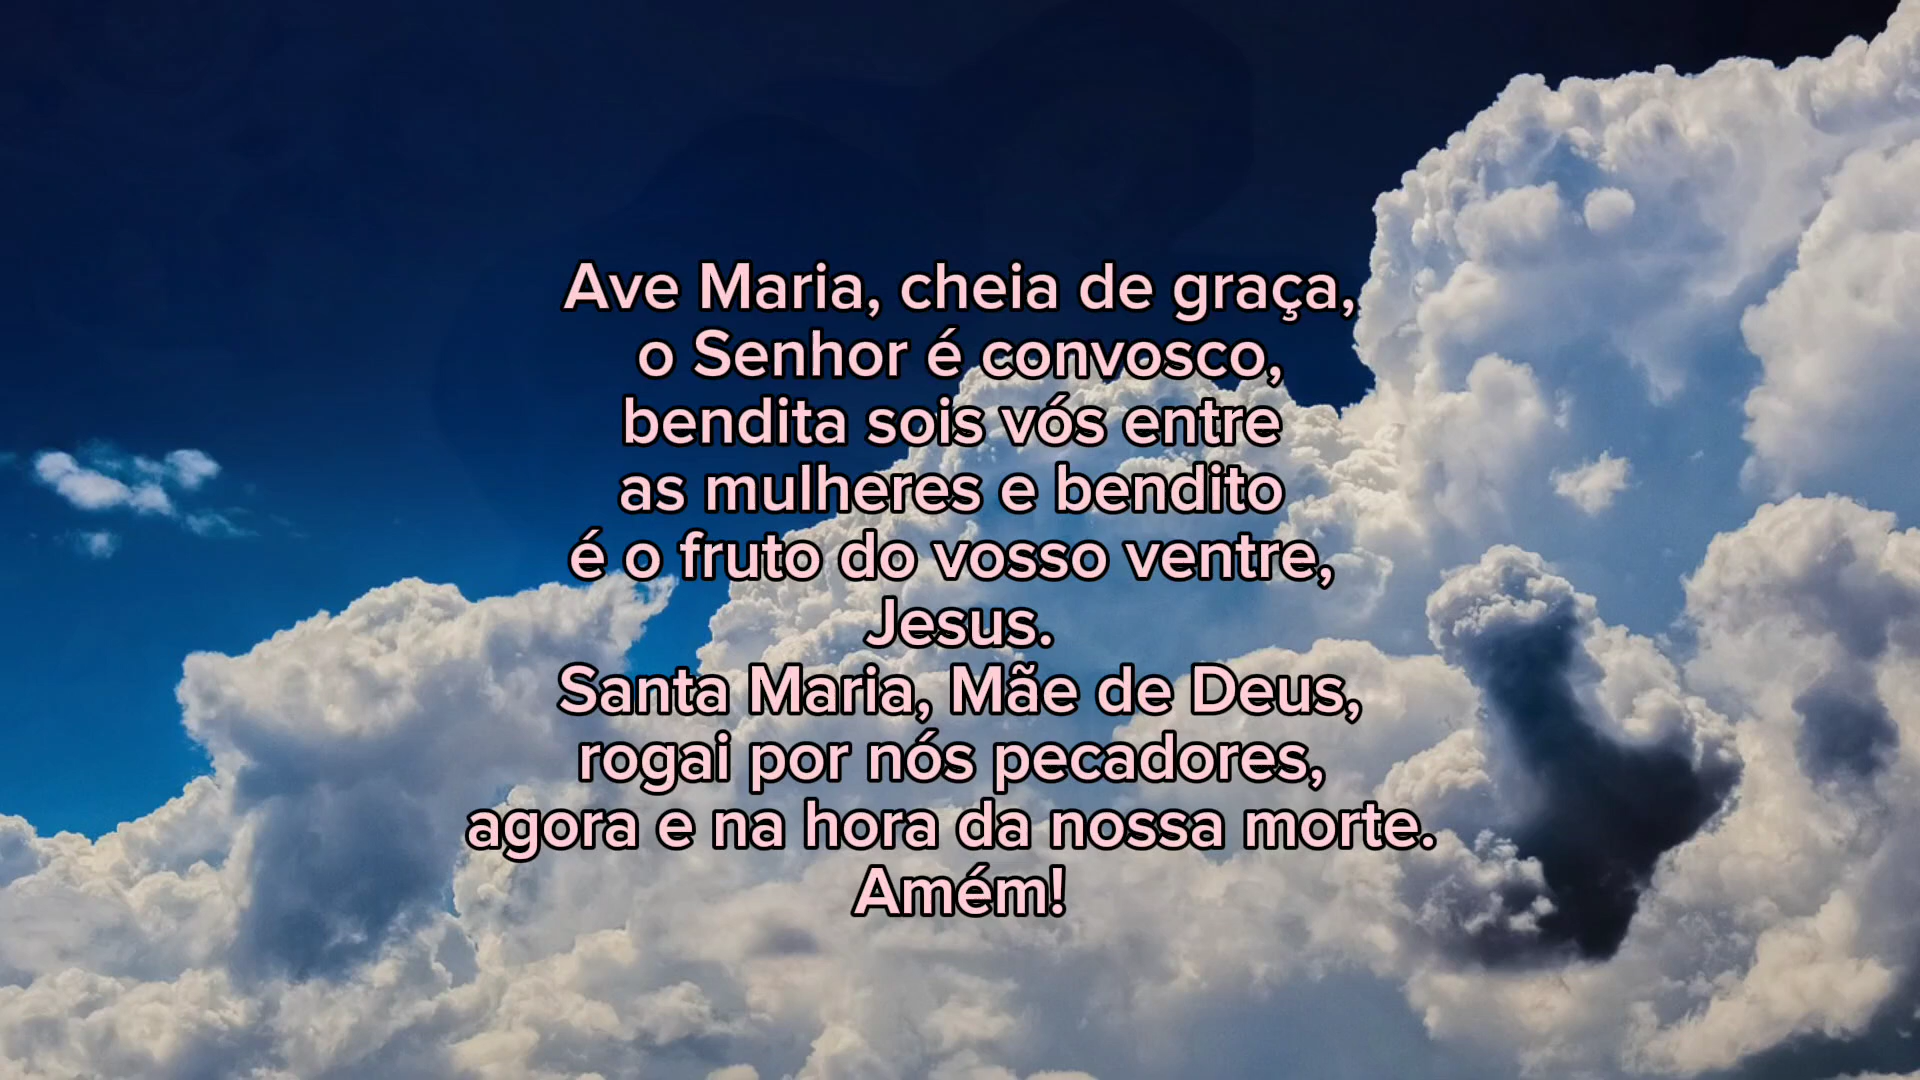 Ave Maria, cheia de graça,
o Senhor é convosco,
bendita sois vós entre
as mulheres e bendito
é o fruto do vosso ventre,
Jesus.
Santa Maria, Mãe de Deus,
rogai por nós pecadores,
agora e na hora da nossa morte.
Amém!